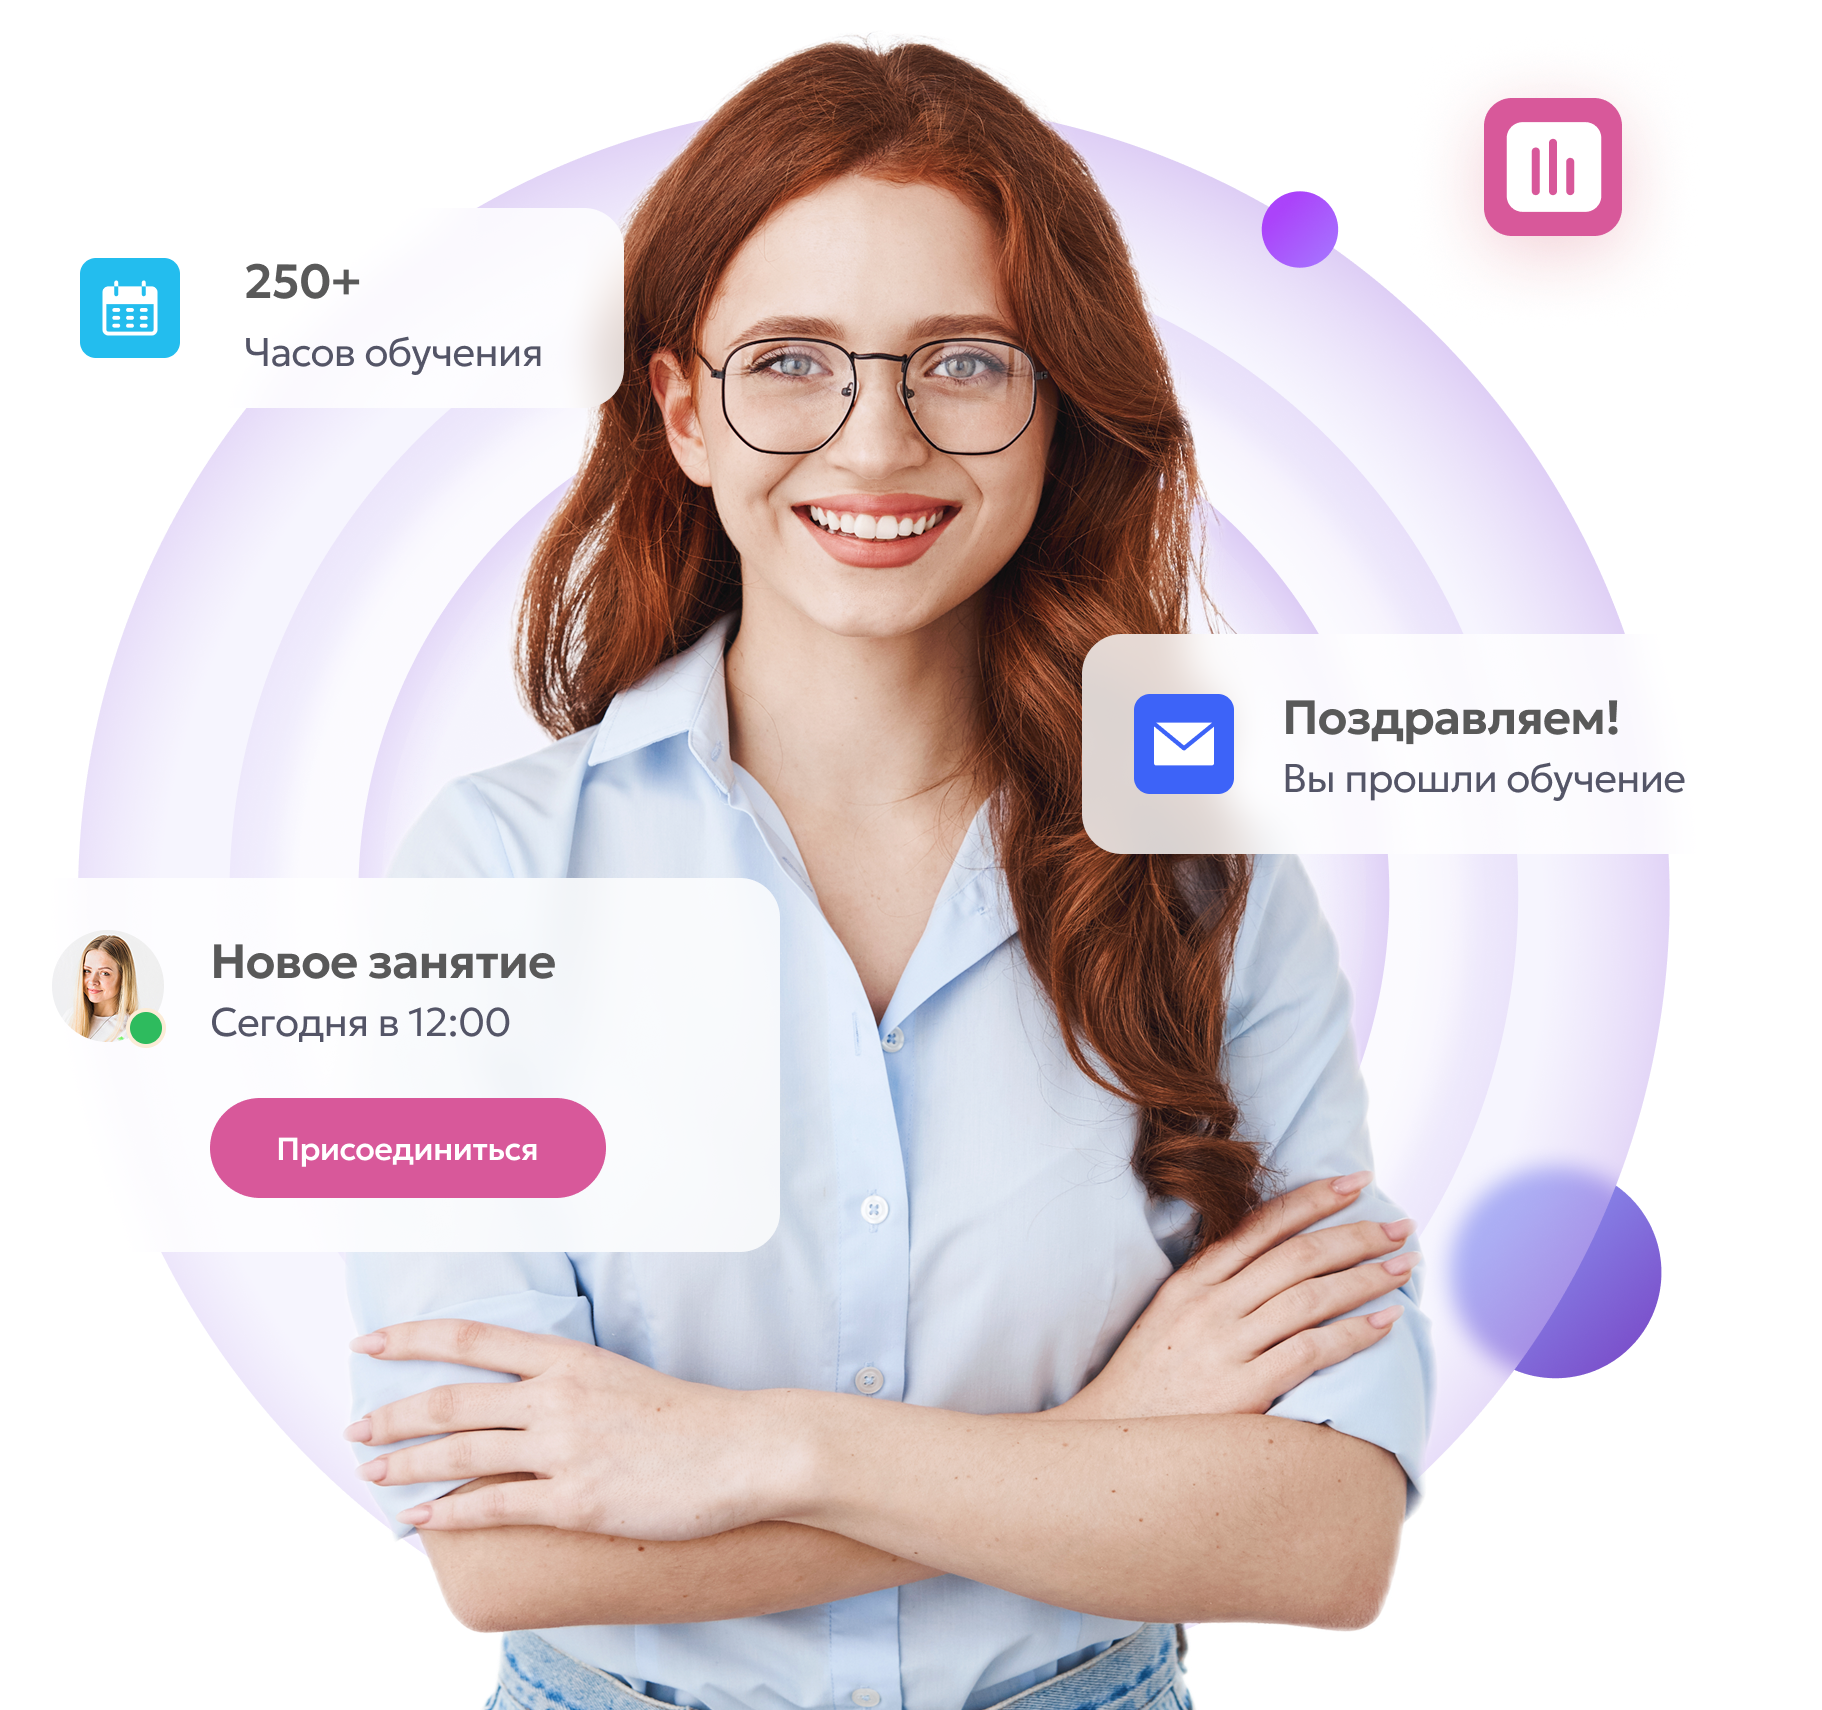 250+
Часов обучения
Поздравляем!
Вы прошли обучение
Новое занятие
Сегодня в 12:00
Присоединиться